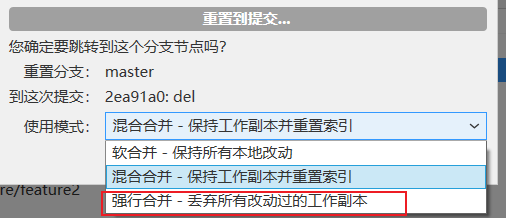 重置到提交...
您确定要跳转到这个分支节点吗?
重置分支: master
到这次提交: 2ea91a0: del
使用模式: 混合合并 - 保持工作副本并重置索引
软合并 - 保持所有本地改动
混合合并 - 保持工作副本并重置索引
re/feature2
强行合并 - 丢弃所有改动过的工作副本